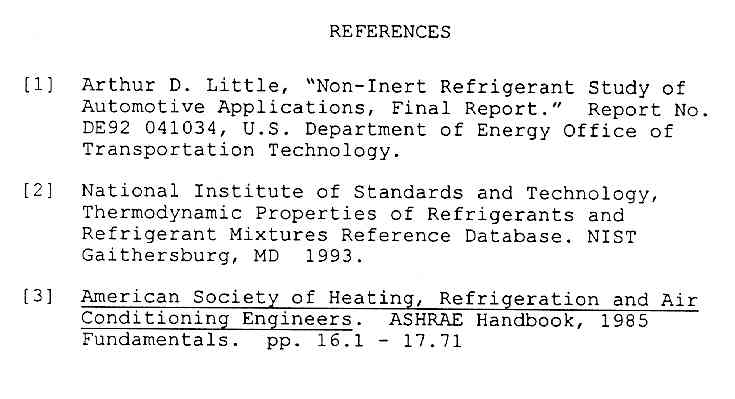 REFERENCES
[1] Arthur D. Little, "Non-Inert Refrigerant Study of
Automotive Applications, Final Report." Report No.
DE92 041034, U.S. Department of Energy Office of
Transportation Technology.
[2] National Institute of Standards and Technology,
Thermodynamic Properties of Refrigerants and
Refrigerant Mixtures Reference Database. NIST
Gaithersburg, MD 1993.
[3] American Society of Heating, Refrigeration and Air
Conditioning Engineers. ASHRAE Handbook, 1985
Fundamentals. pp. 16.1 - 17.71